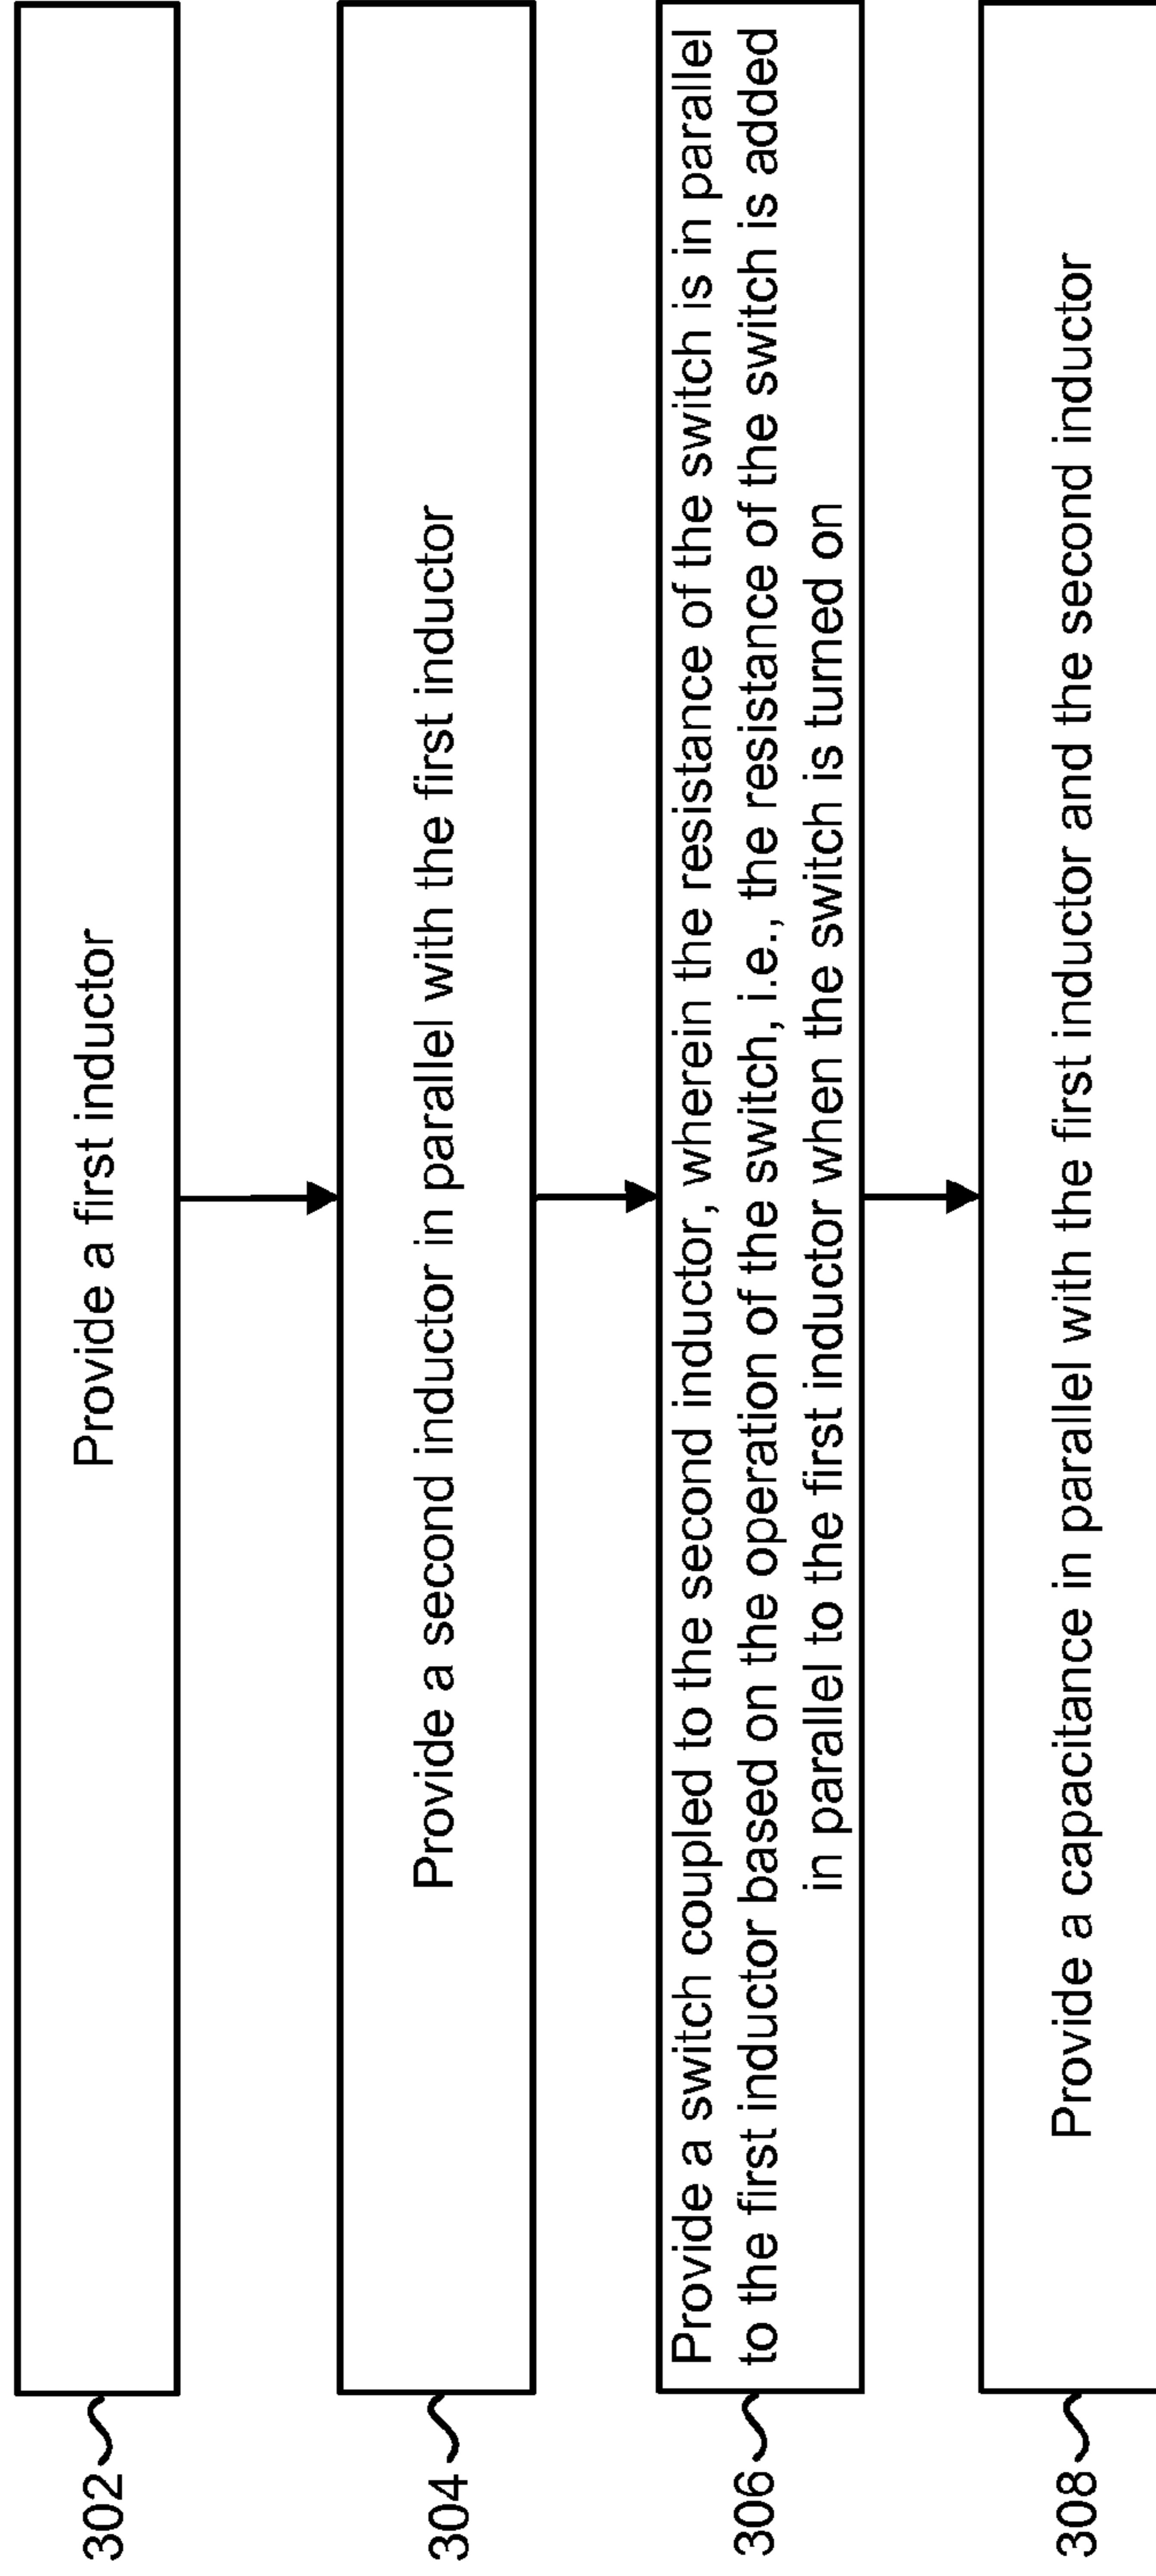 302
Provide a first inductor
304
Provide a second inductor in parallel with the first inductor
306
Provide a switch coupled to the second inductor, wherein the resistance of the switch is in parallel
to the first inductor based on the operation of the switch, i.e., the resistance of the switch is added
in parallel to the first inductor when the switch is turned on
308
Provide a capacitance in parallel with the first inductor and the second inductor